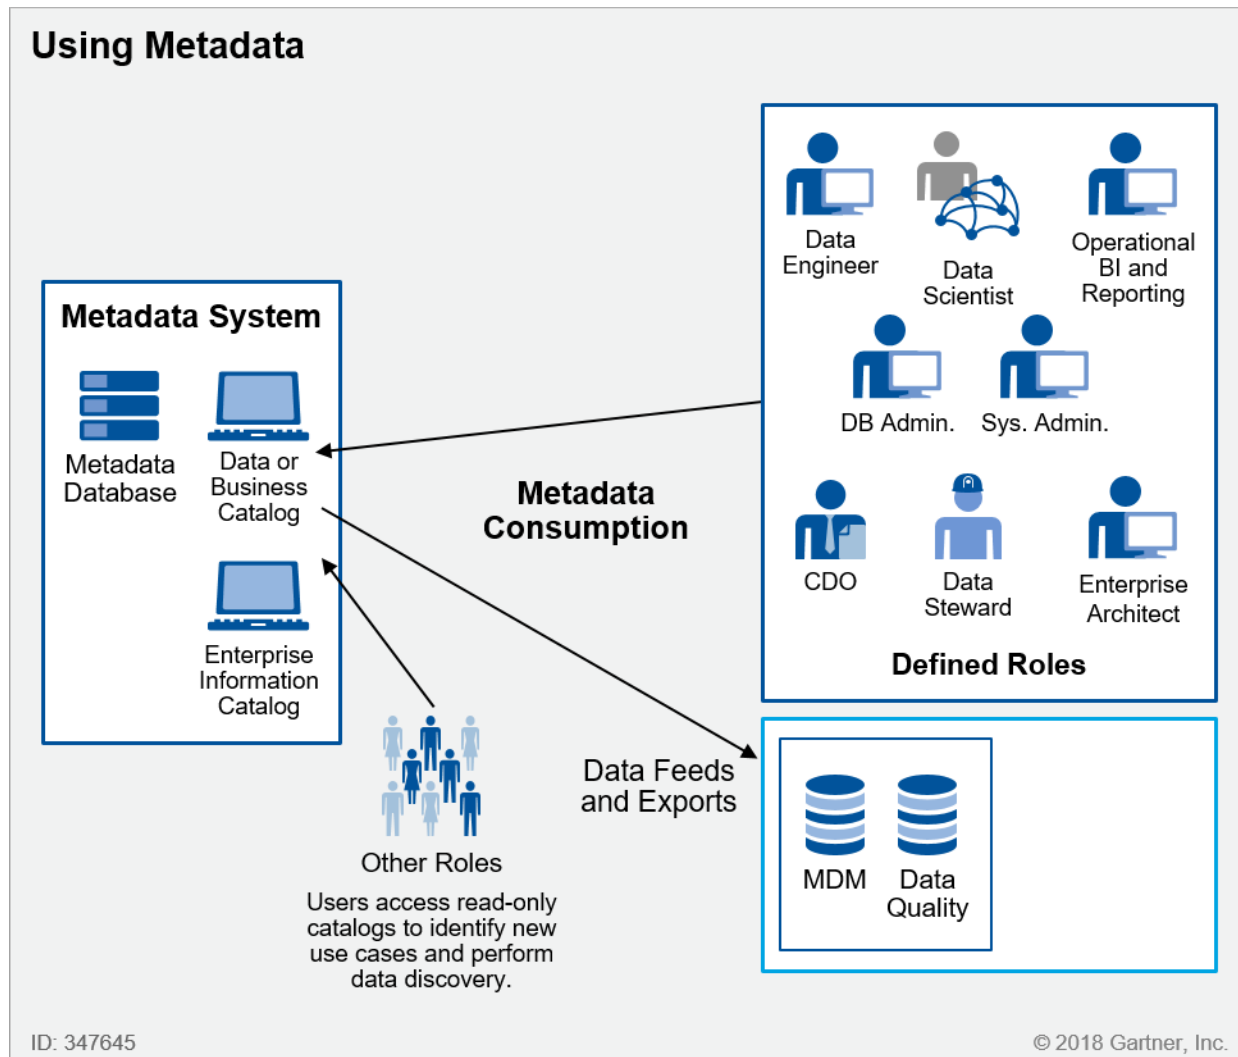 Using Metadata
Metadata System
Metadata
Database
Data or
Business
Catalog
Enterprise
Information
Catalog
Metadada
Consumption
Data
Engineer
Data
Scientist
Operational
BI and
Reporting
DB Admin.
Sys. Admin.
CDO
Data
Steward
Enterprise
Architect
Defined Roles
Other Roles
Users access read-only
catalogs to identify new
use cases and perform
data discovery.
Data Feeds
and Exports
MDM
Data
Quality
ID: 347645
© 2018 Gartner, Inc.